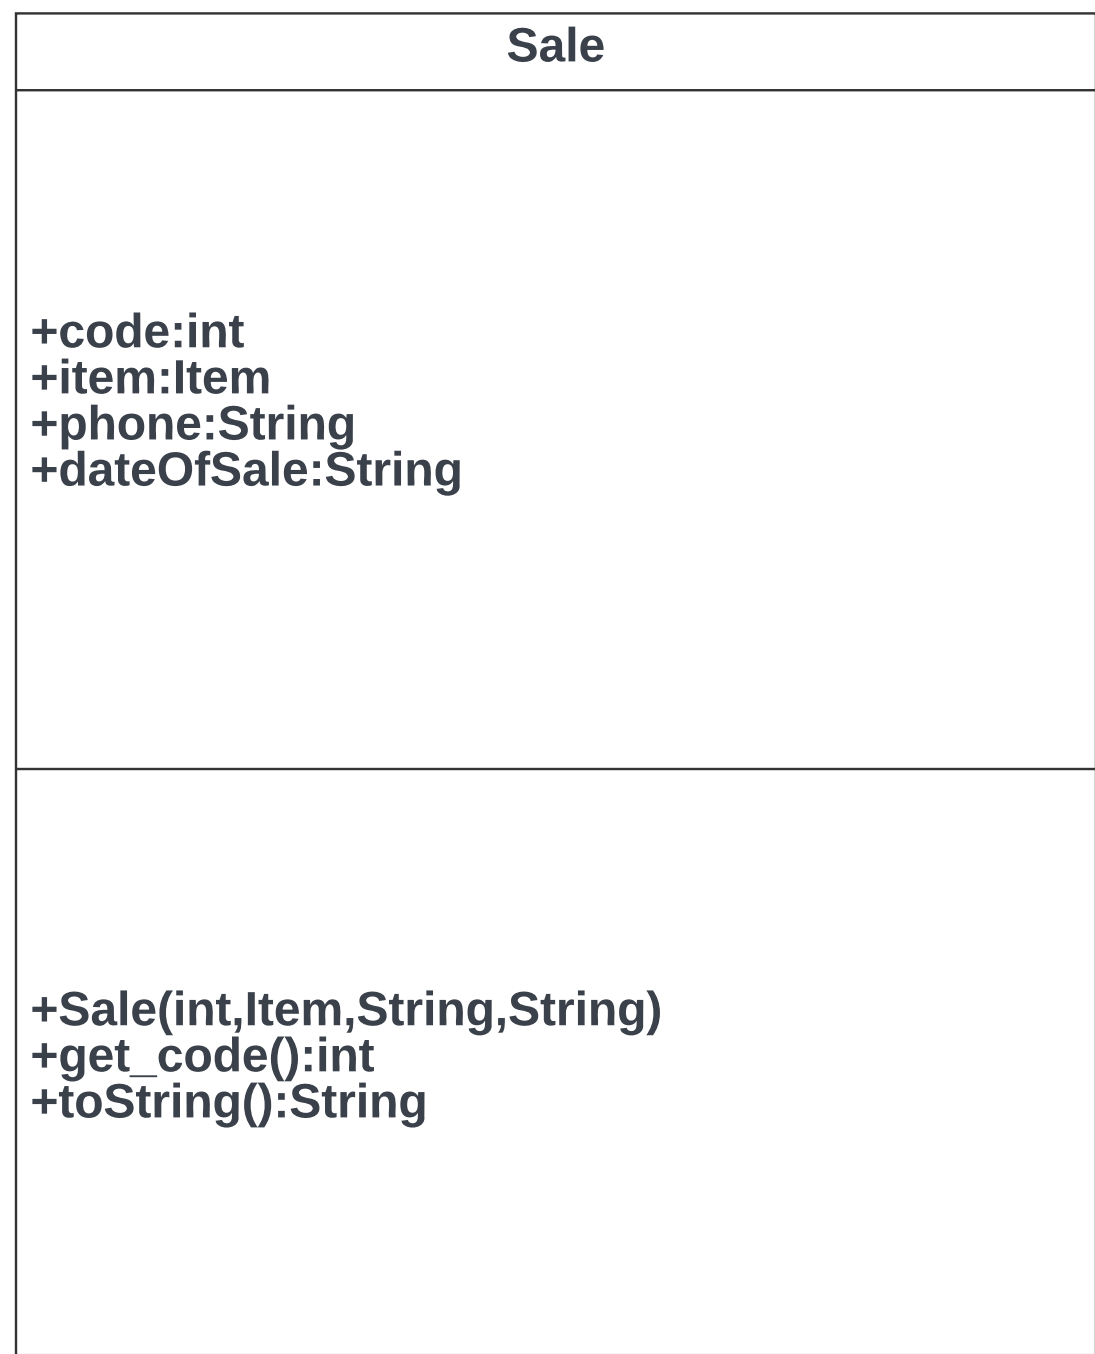 Sale
+code:int
+item:Item
+phone:String
+dateOfSale:String
+Sale(int,Item,String,String)
+get_code():int
+toString():String